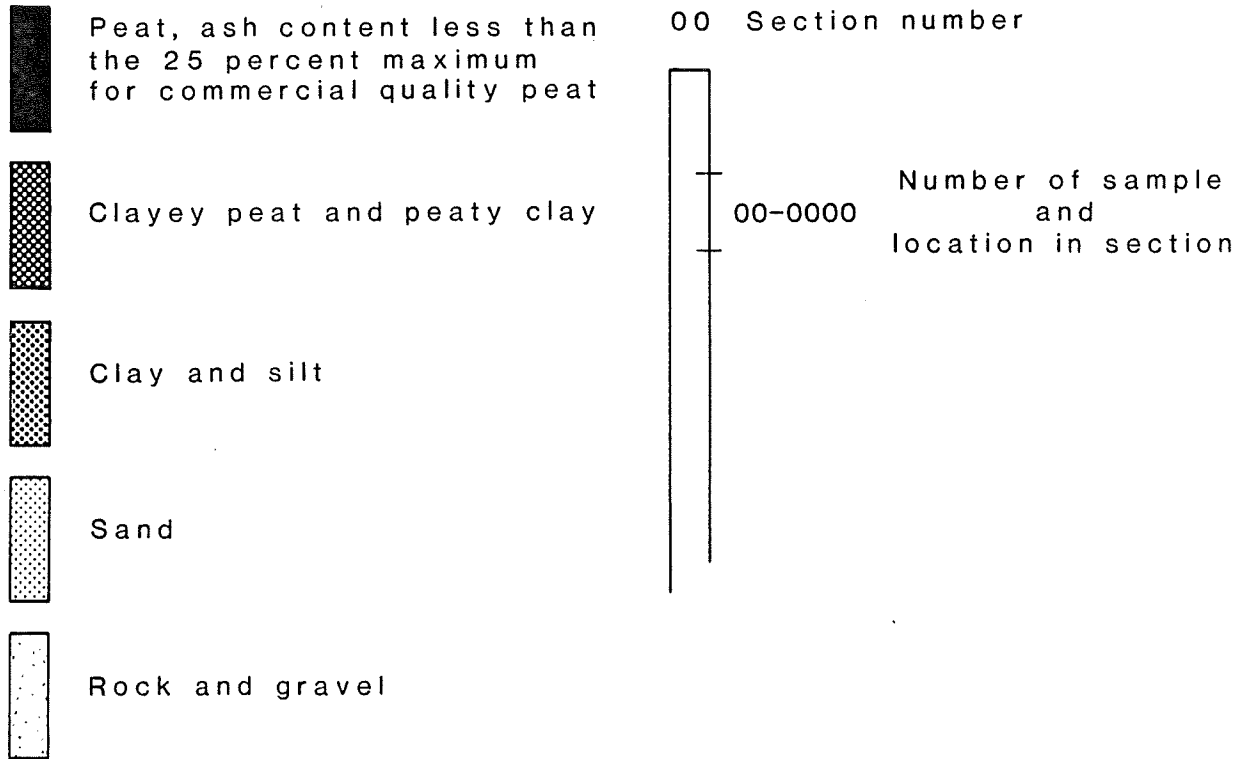 Peat, ash content less than
the 25 percent maximum
for commercial quality peat
Clayey peat and peaty clay
Clay and silt
Sand
Rock and gravel
00 Section number
00-0000
Number of sample
and
location in section